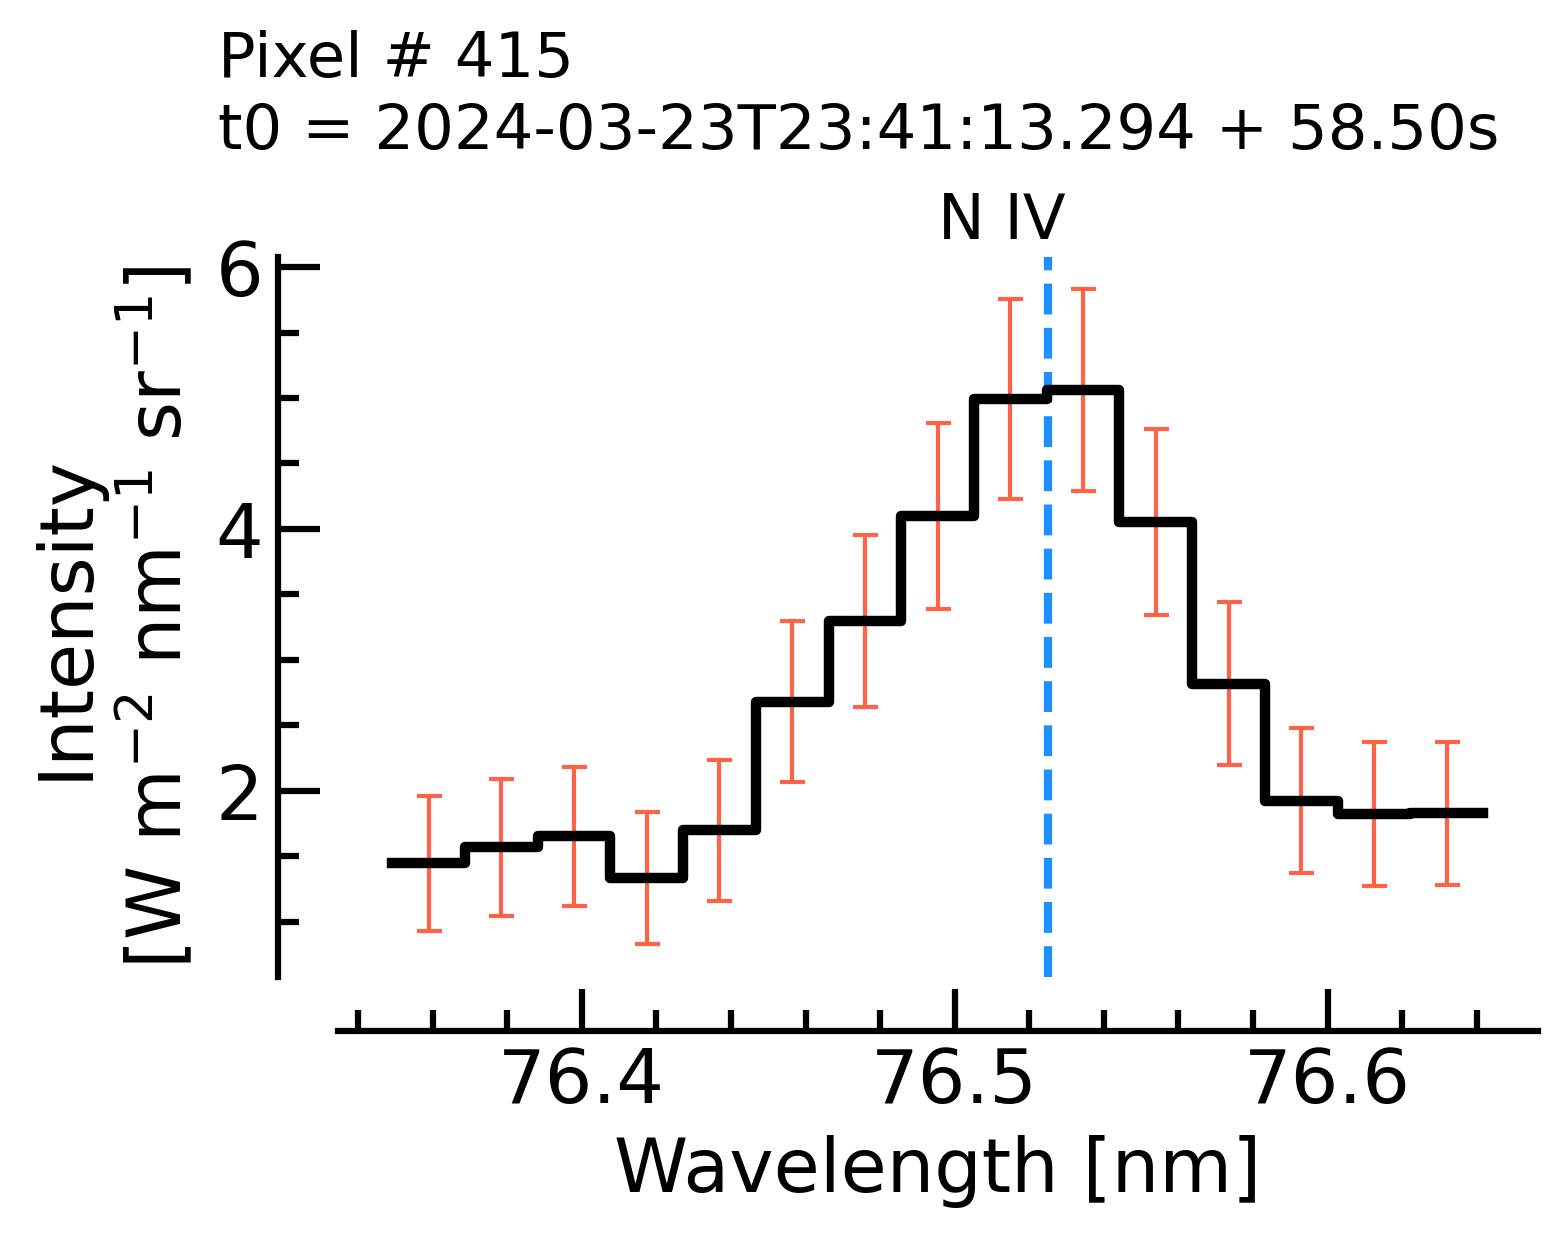 Pixel # 415
t0 = 2024-03-23T23:41:13.294 + 58.50s
N IV
6
4
2
Intensity
[W m⁻² nm⁻¹ sr⁻¹]
76.4 76.5 76.6
Wavelength [nm]